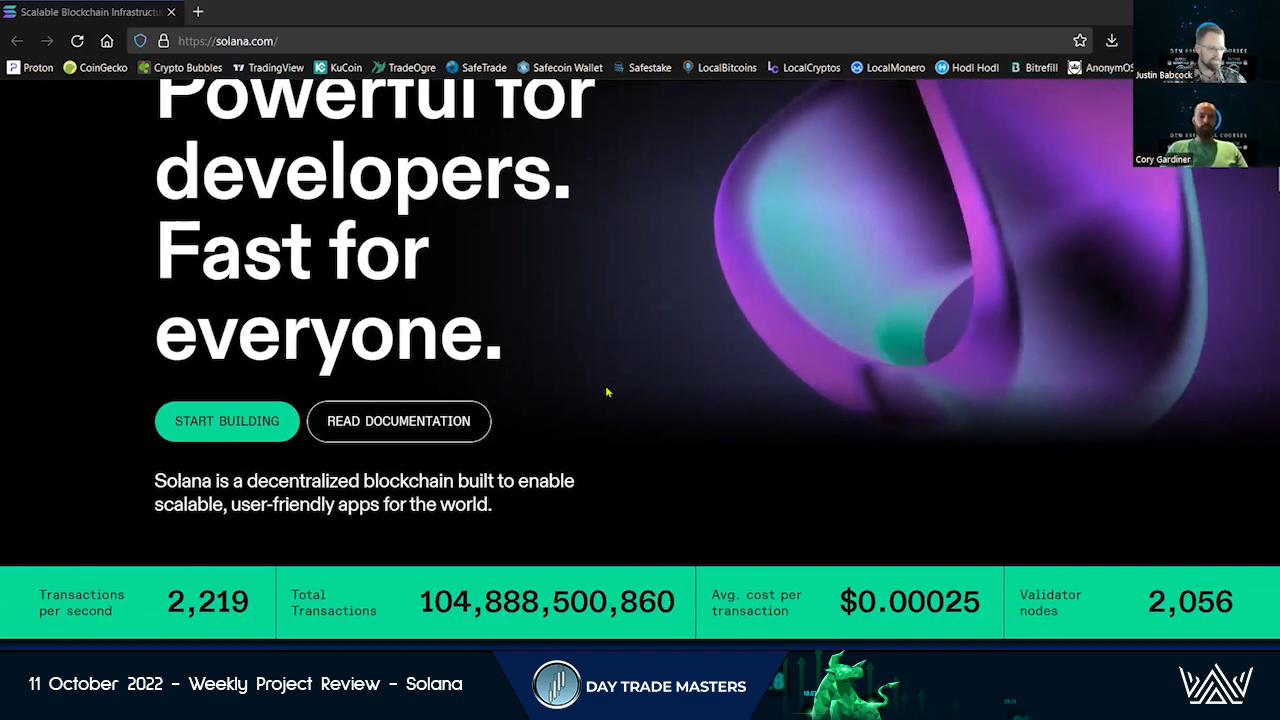 Scalable Blockchain Infrastructu
https://solana.com/
Proton CoinGecko Crypto Bubbles TradingView KuCoin TradeOgre SafeTrade Safecoin Wallet Safestake LocalBitcoins LocalCryptos LocalMonero Hodl Hodl Bitrefill AnonymOS
Justin Babcock
Cory Gardiner
Powerful for
developers.
Fast for
everyone.
START BUILDING READ DOCUMENTATION
Solana is a decentralized blockchain built to enable
scalable, user-friendly apps for the world.
Transactions
per second
2,219
Total
Transactions
104,888,500,860
Avg. cost per
transaction
$0.00025
Validator
nodes
2,056
11 October 2022 - Weekly Project Review - Solana
DAY TRADE MASTERS